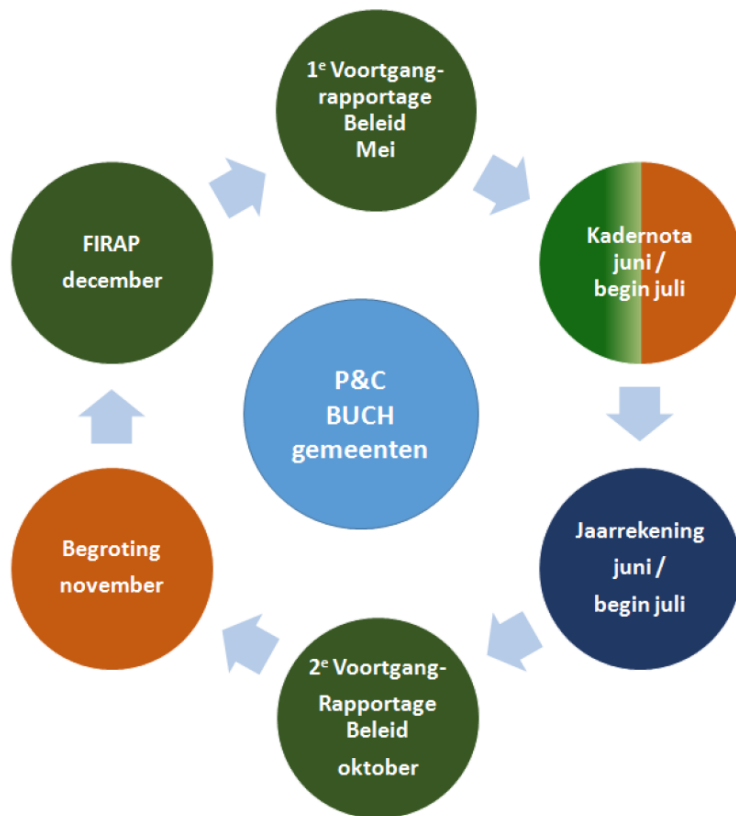 1e Voortgang-
rapportage
Beleid
Mei
Kadernota
juni /
begin juli
Jaarrekening
juni /
begin juli
2e Voortgang-
Rapportage
Beleid
oktober
Begroting
november
FIRAP
december
P&C
BUCH
gemeenten